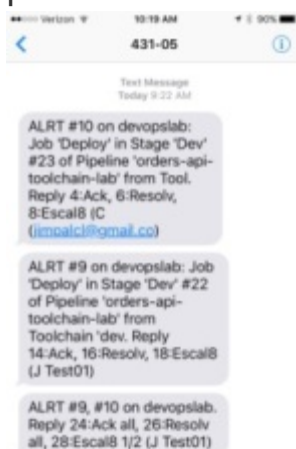 Verizon 10:19 AM 90%
431-05
Text Message
Today 9:22 AM
ALRT #10 on devopslab:
Job 'Deploy' in Stage 'Dev'
#23 of Pipeline 'orders-api-
toolchain-lab' from Tool.
Reply 4:Ack, 6:Resolv,
8:Escal8 (C
(jimpalcl@gmail.co)
ALRT #9 on devopslab: Job
'Deploy' in Stage 'Dev' #22
of Pipeline 'orders-api-
toolchain-lab' from
Toolchain 'dev. Reply
14:Ack, 16:Resolv, 18:Escal8
(J Test01)
ALRT #9, #10 on devopslab.
Reply 24:Ack all, 26:Resolv
all, 28:Escal8 1/2 (J Test01)